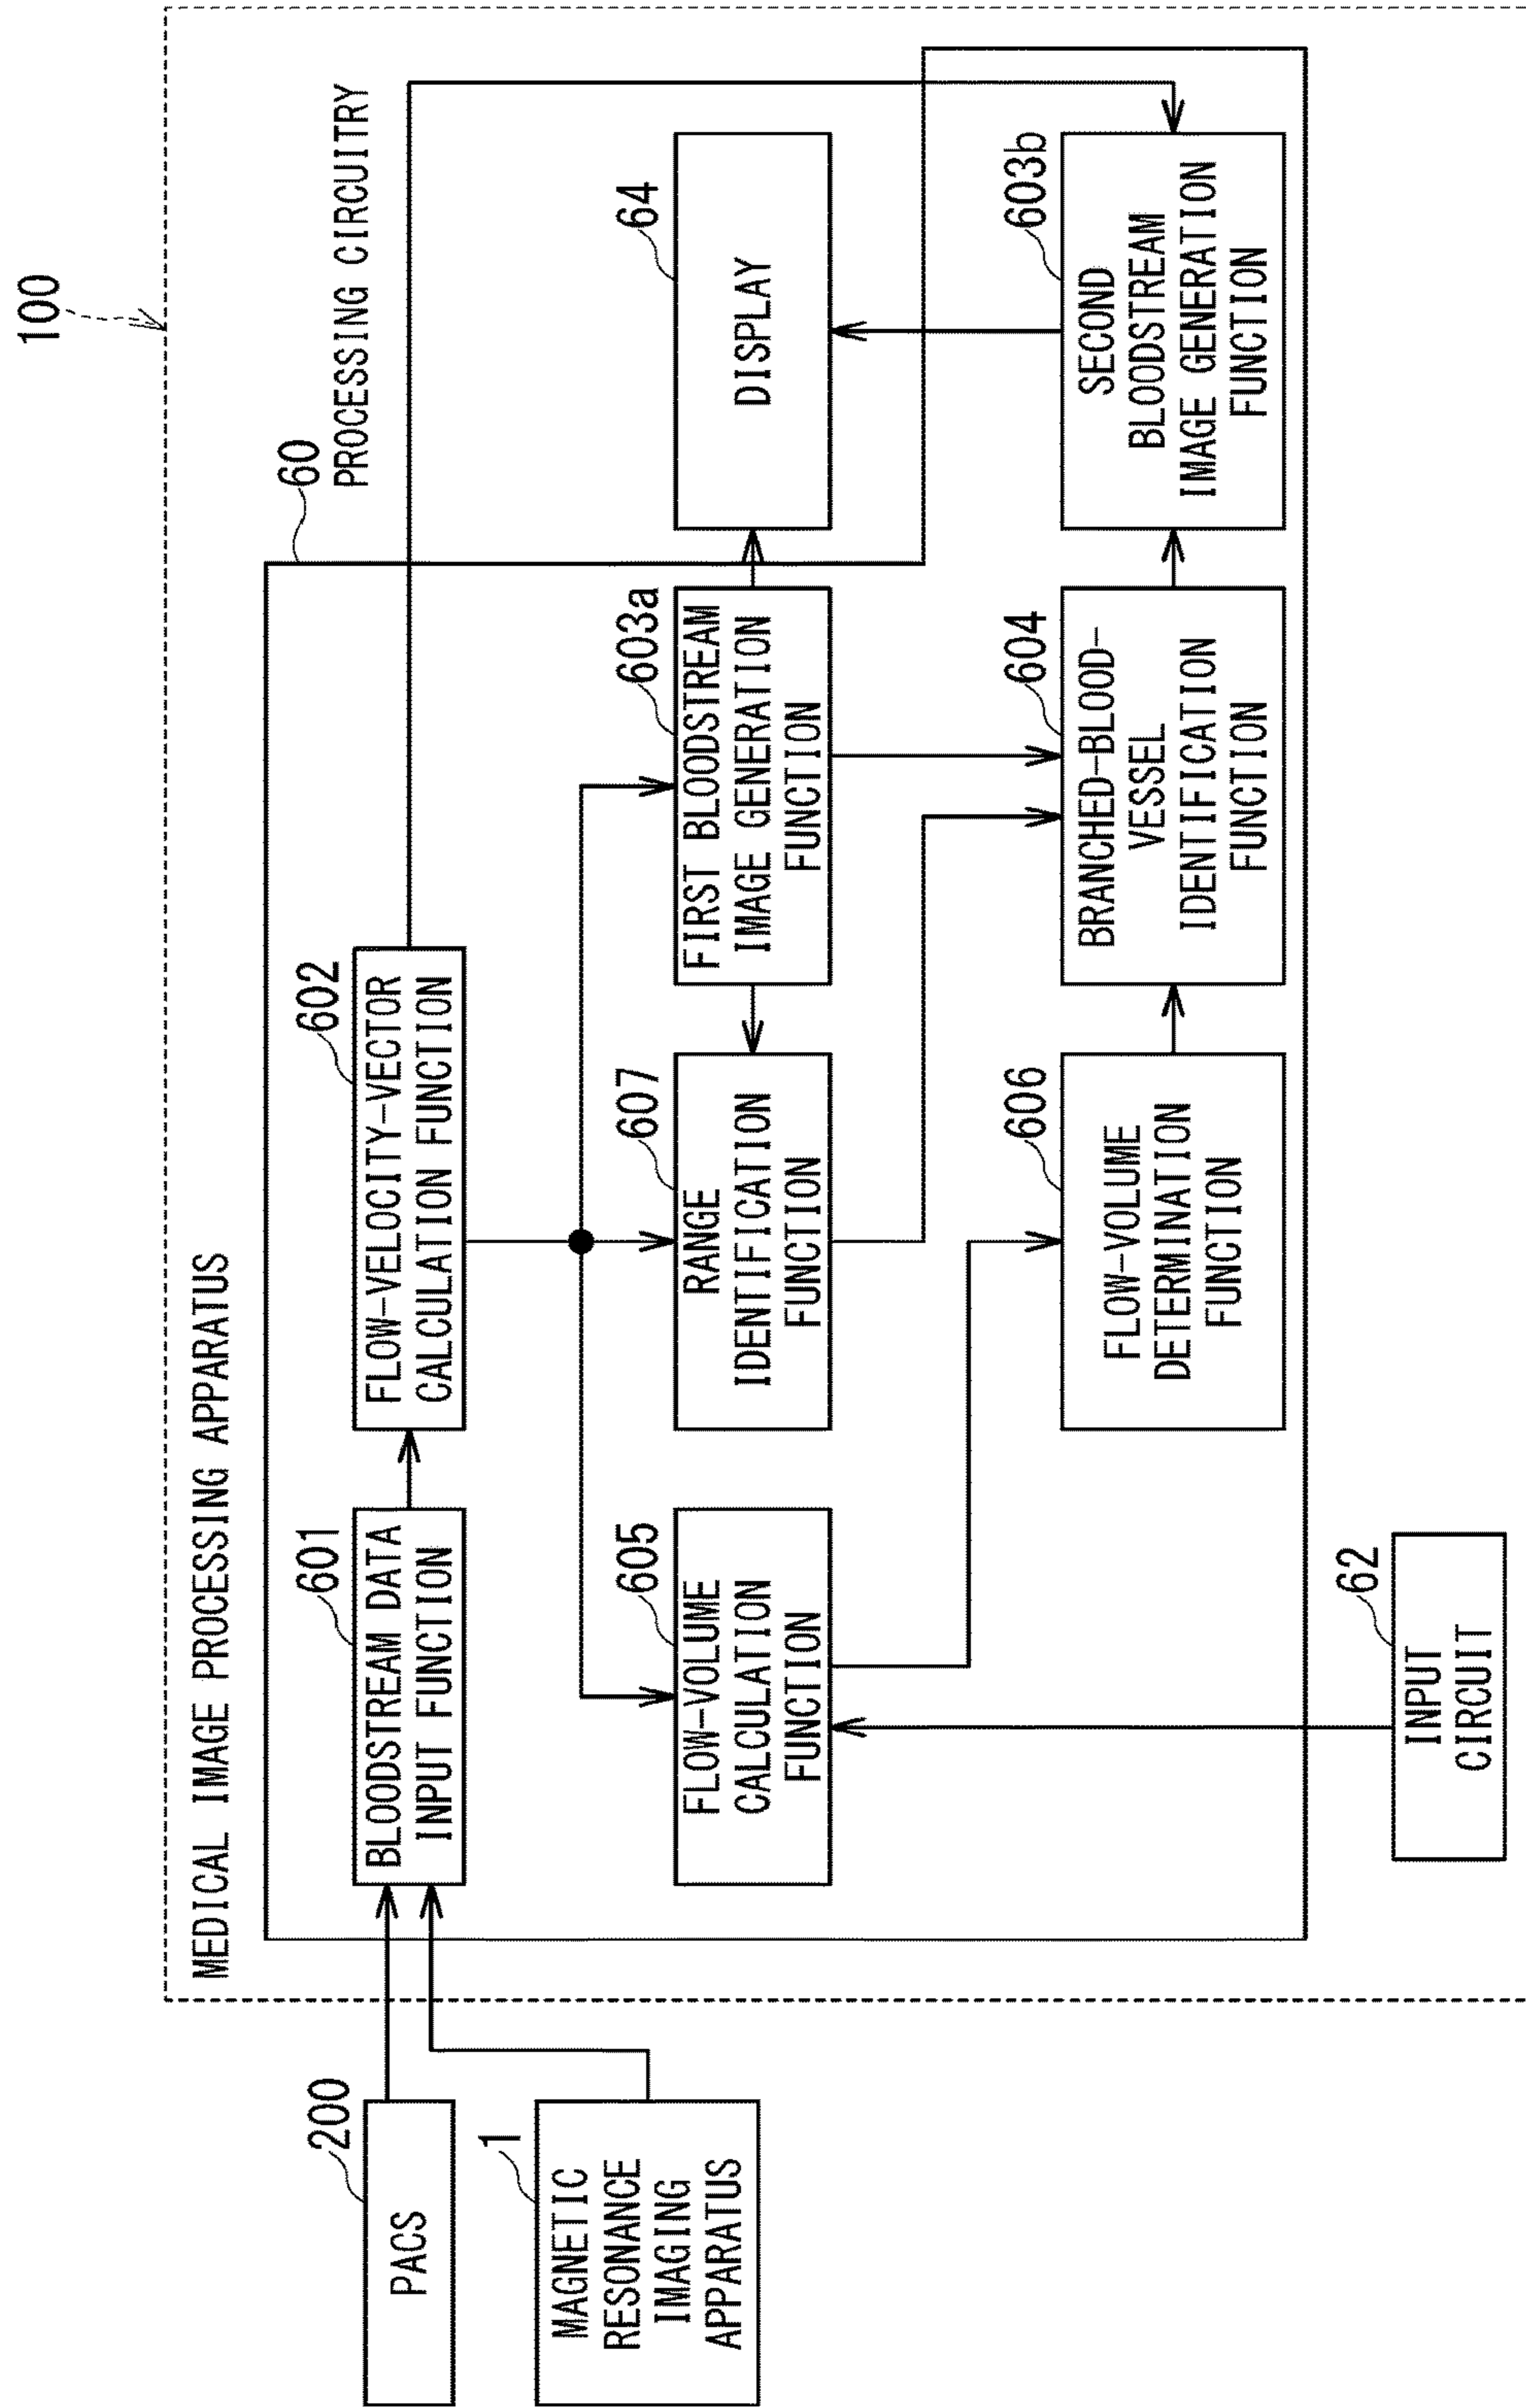 100
MEDICAL IMAGE PROCESSING APPARATUS
60
PROCESSING CIRCUITRY
200
PACS
1
MAGNETIC
RESONANCE
IMAGING
APPARATUS
601
BLOODSTREAM DATA
INPUT FUNCTION
602
FLOW-VELOCITY-VECTOR
CALCULATION FUNCTION
605
FLOW-VOLUME
CALCULATION
FUNCTION
607
RANGE
IDENTIFICATION
FUNCTION
603a
FIRST BLOODSTREAM
IMAGE GENERATION
FUNCTION
64
DISPLAY
606
FLOW-VOLUME
DETERMINATION
FUNCTION
604
BRANCHED-BLOOD-
VESSEL
IDENTIFICATION
FUNCTION
603b
SECOND
BLOODSTREAM
IMAGE GENERATION
FUNCTION
62
INPUT
CIRCUIT